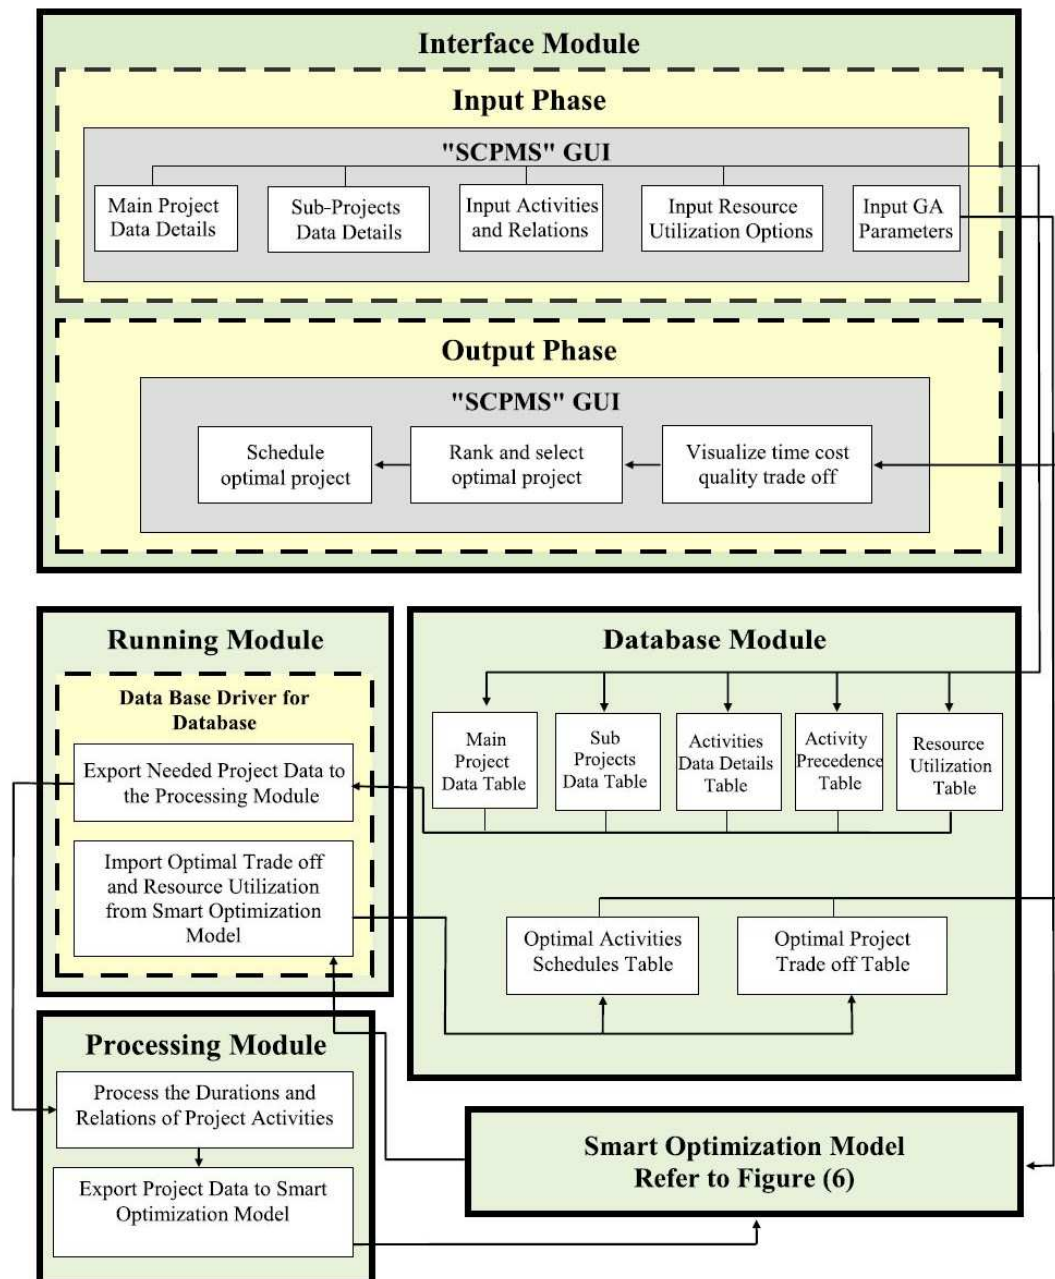 Interface Module
Input Phase
"SCPMS" GUI
Main Project
Data Details
Sub-Projects
Data Details
Input Activities
and Relations
Input Resource
Utilization Options
Input GA
Parameters
Output Phase
"SCPMS" GUI
Schedule
optimal project
Rank and select
optimal project
Visualize time cost
quality trade off
Running Module
Data Base Driver for
Database
Export Needed Project Data to
the Processing Module
Import Optimal Trade off
and Resource Utilization
from Smart Optimization
Model
Database Module
Main
Project
Data Table
Sub
Projects
Data Table
Activities
Data Details
Table
Activity
Precedence
Table
Resource
Utilization
Table
Optimal Activities
Schedules Table
Optimal Project
Trade off Table
Processing Module
Process the Durations and
Relations of Project Activities
Export Project Data to Smart
Optimization Model
Smart Optimization Model
Refer to Figure (6)